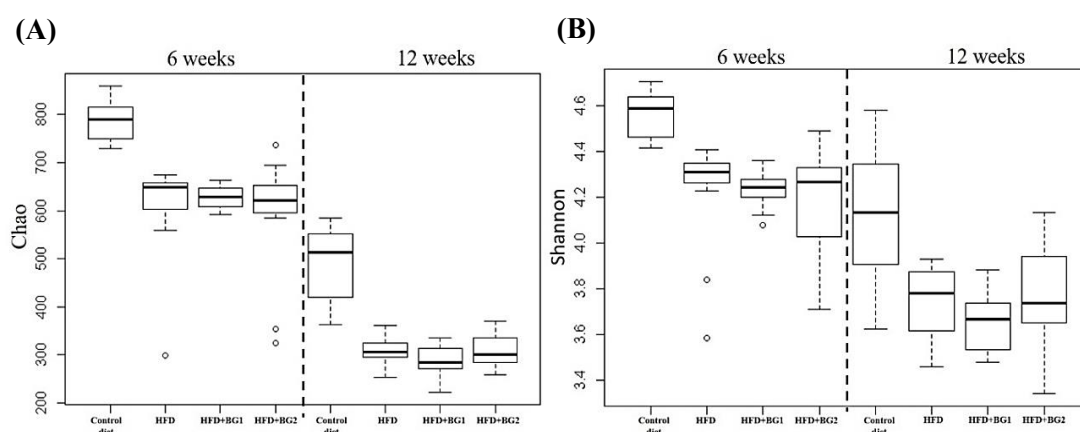 (A)
6 weeks 12 weeks
Chao
800
700
600
500
400
300
200
Control HFD HFD+BG1 HFD+BG2 Control HFD HFD+BG1 HFD+BG2
diet diet
(B)
6 weeks 12 weeks
Shannon
4.6
4.4
4.2
4.0
3.8
3.6
3.4
Control HFD HFD+BG1 HFD+BG2 Control HFD HFD+BG1 HFD+BG2
diet diet